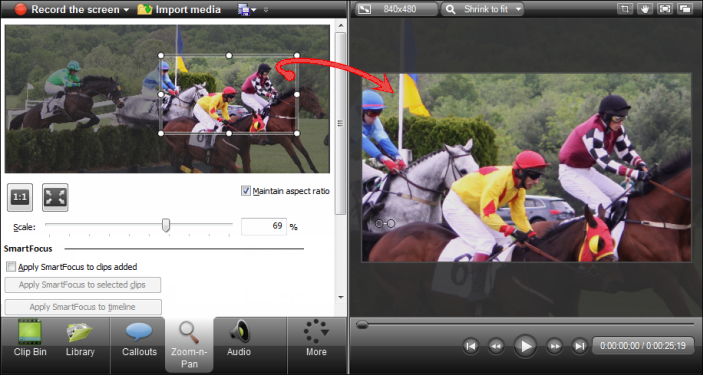 Record the screen
Import media
840x480
Shrink to fit
1:1
Maintain aspect ratio
Scale:
69 %
SmartFocus
Apply SmartFocus to clips added
Apply SmartFocus to selected clips
Apply SmartFocus to timeline
Clip Bin
Library
Callouts
Zoom-n-
Pan
Audio
More
0:00:00;00 / 0:00:25;19